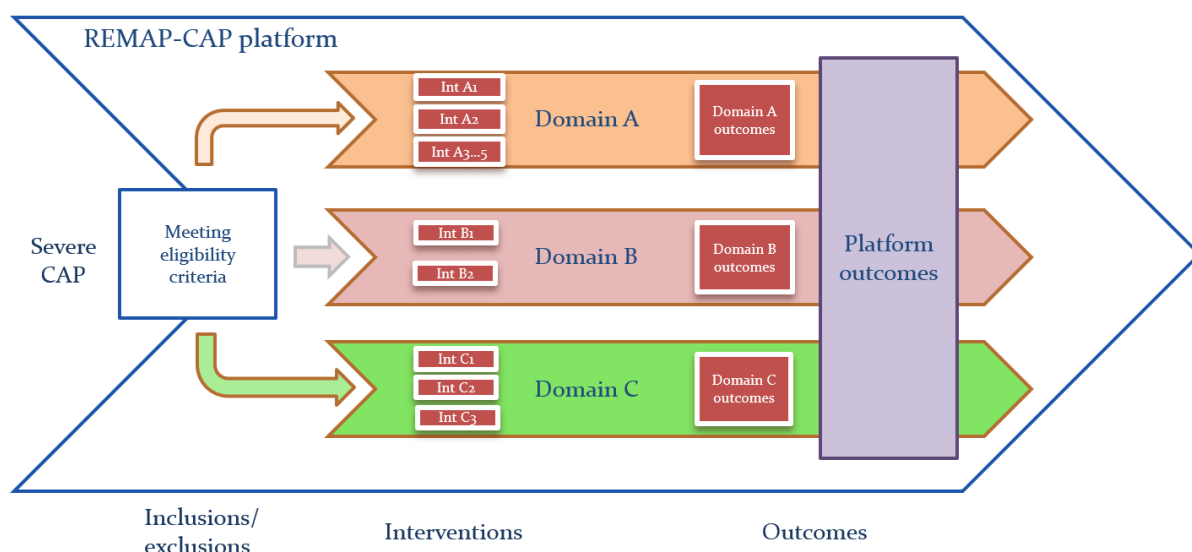 REMAP-CAP platform
Int A1
Int A2
Int A3...5
Domain A
Domain A
outcomes
Severe
CAP
Meeting
eligibility
criteria
Int B1
Int B2
Domain B
Domain B
outcomes
Platform
outcomes
Int C1
Int C2
Int C3
Domain C
Domain C
outcomes
Inclusions/
exclusions
Interventions
Outcomes